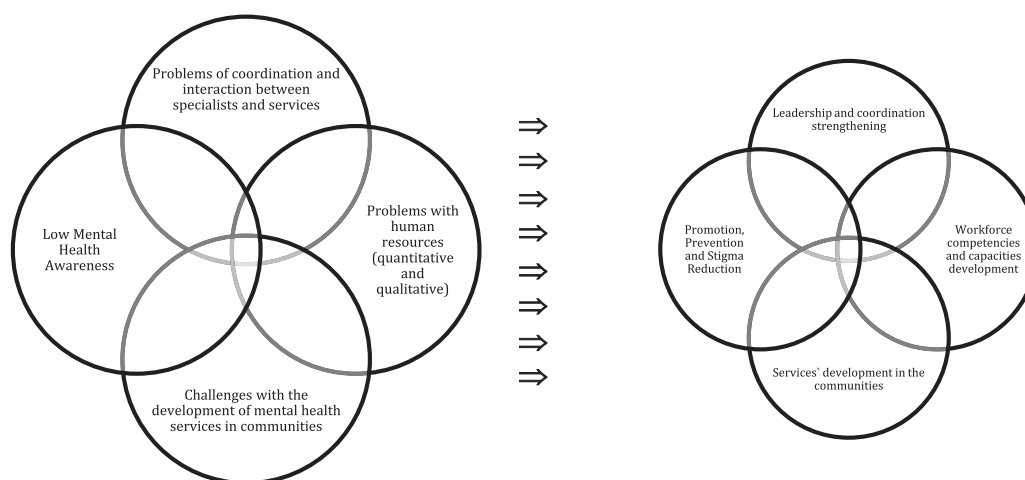 Problems of coordination and
interaction between
specialists and services
Low Mental
Health
Awareness
Problems with
human
resources
(quantitative
and
qualitative)
Challenges with the
development of mental health
services in communities
⇒
⇒
⇒
⇒
⇒
⇒
⇒
⇒
Leadership and coordination
strengthening
Promotion,
Prevention
and Stigma
Reduction
Workforce
competencies
and capacities
development
Services` development in the
communities